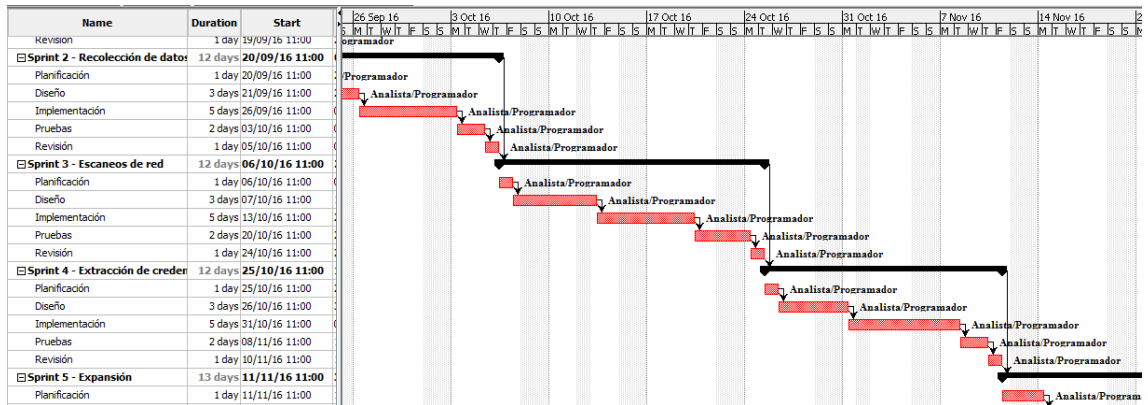 Name Duration Start 26 Sep 16 3 Oct 16 10 Oct 16 17 Oct 16 24 Oct 16 31 Oct 16 7 Nov 16 14 Nov 16
S M T W T F S S M T W T F S S M T W T F S S M T W T F S S M T W T F S S M T W T F S S M T W T F S S M T W T F S S M
Revisión 1 day 19/09/16 11:00 ogramador
Sprint 2 - Recolección de datos 12 days 20/09/16 11:00
Planificación 1 day 20/09/16 11:00 /Programador
Diseño 3 days 21/09/16 11:00 Analista/Programador
Implementación 5 days 26/09/16 11:00 Analista/Programador
Pruebas 2 days 03/10/16 11:00 Analista/Programador
Revisión 1 day 05/10/16 11:00 Analista/Programador
Sprint 3 - Escaneos de red 12 days 06/10/16 11:00
Planificación 1 day 06/10/16 11:00 Analista/Programador
Diseño 3 days 07/10/16 11:00 Analista/Programador
Implementación 5 days 13/10/16 11:00 Analista/Programador
Pruebas 2 days 20/10/16 11:00 Analista/Programador
Revisión 1 day 24/10/16 11:00 Analista/Programador
Sprint 4 - Extracción de creden 12 days 25/10/16 11:00
Planificación 1 day 25/10/16 11:00 Analista/Programador
Diseño 3 days 26/10/16 11:00 Analista/Programador
Implementación 5 days 31/10/16 11:00 Analista/Programador
Pruebas 2 days 08/11/16 11:00 Analista/Programador
Revisión 1 day 10/11/16 11:00 Analista/Programador
Sprint 5 - Expansión 13 days 11/11/16 11:00
Planificación 1 day 11/11/16 11:00 Analista/Program